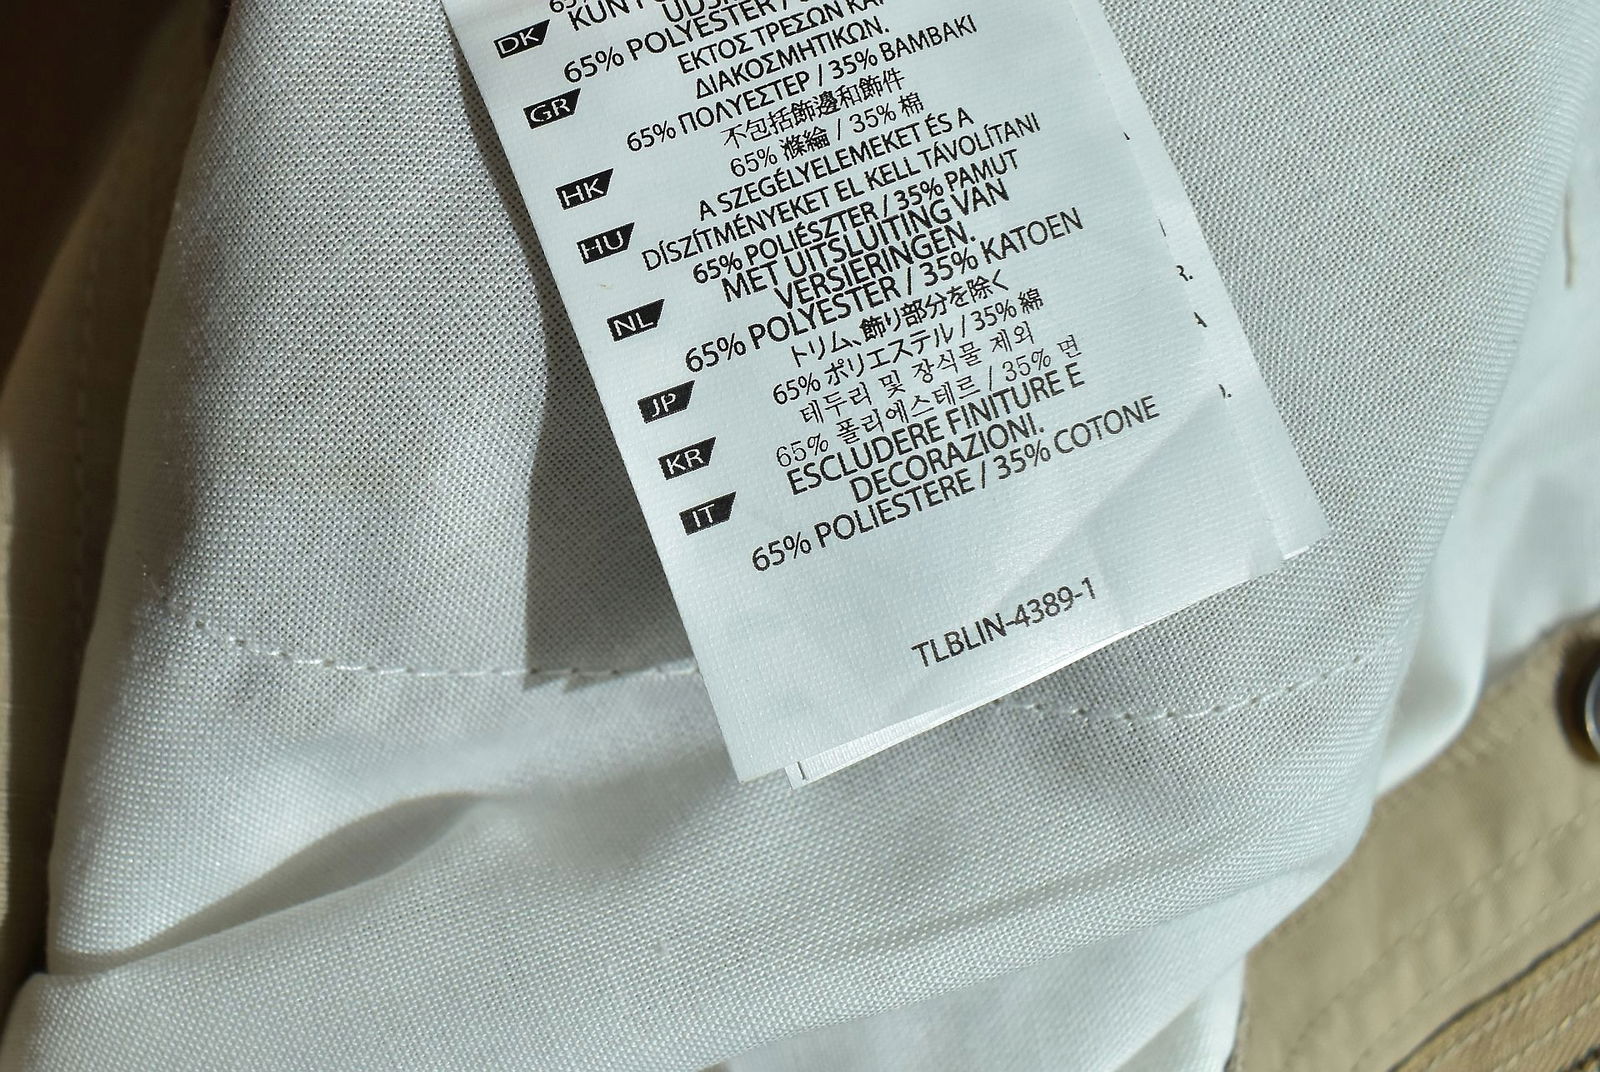 DK
65% POLYESTER /
GR
ΕΚΤΟΣ ΤΡΕΣΩΝ ΚΑΙ
ΔΙΑΚΟΣΜΗΤΙΚΩΝ.
65% ΠΟΛΥΕΣΤΕΡ / 35% ΒΑΜΒΑΚΙ
不包括飾邊和飾件
HK
65% 滌綸 / 35% 棉
A SZEGÉLYELEMEKET ÉS A
HU
DÍSZÍTMÉNYEKET EL KELL TÁVOLÍTANI
65% POLIÉSZTER / 35% PAMUT
MET UITSLUITING VAN
NL
VERSIERINGEN.
65% POLYESTER / 35% KATOEN
トリム、飾り部分を除く
JP
65% ポリエステル / 35% 綿
테두리 및 장식물 제외
KR
65% 폴리에스테르 / 35% 면
ESCLUDERE FINITURE E
IT
DECORAZIONI.
65% POLIESTERE / 35% COTONE
TLBLIN-4389-1